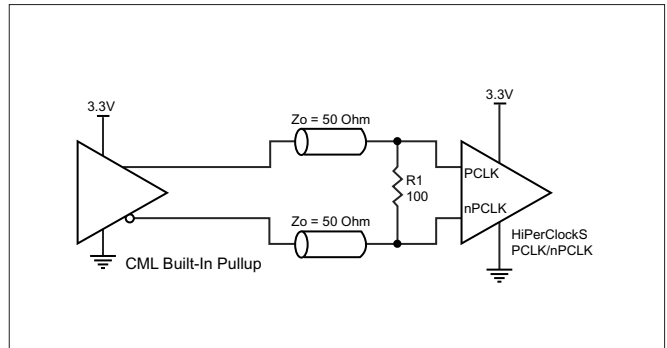 3.3V
3.3V
Zo = 50 Ohm
PCLK
R1
100
nPCLK
Zo = 50 Ohm
HiPerClockS
PCLK/nPCLK
CML Built-In Pullup